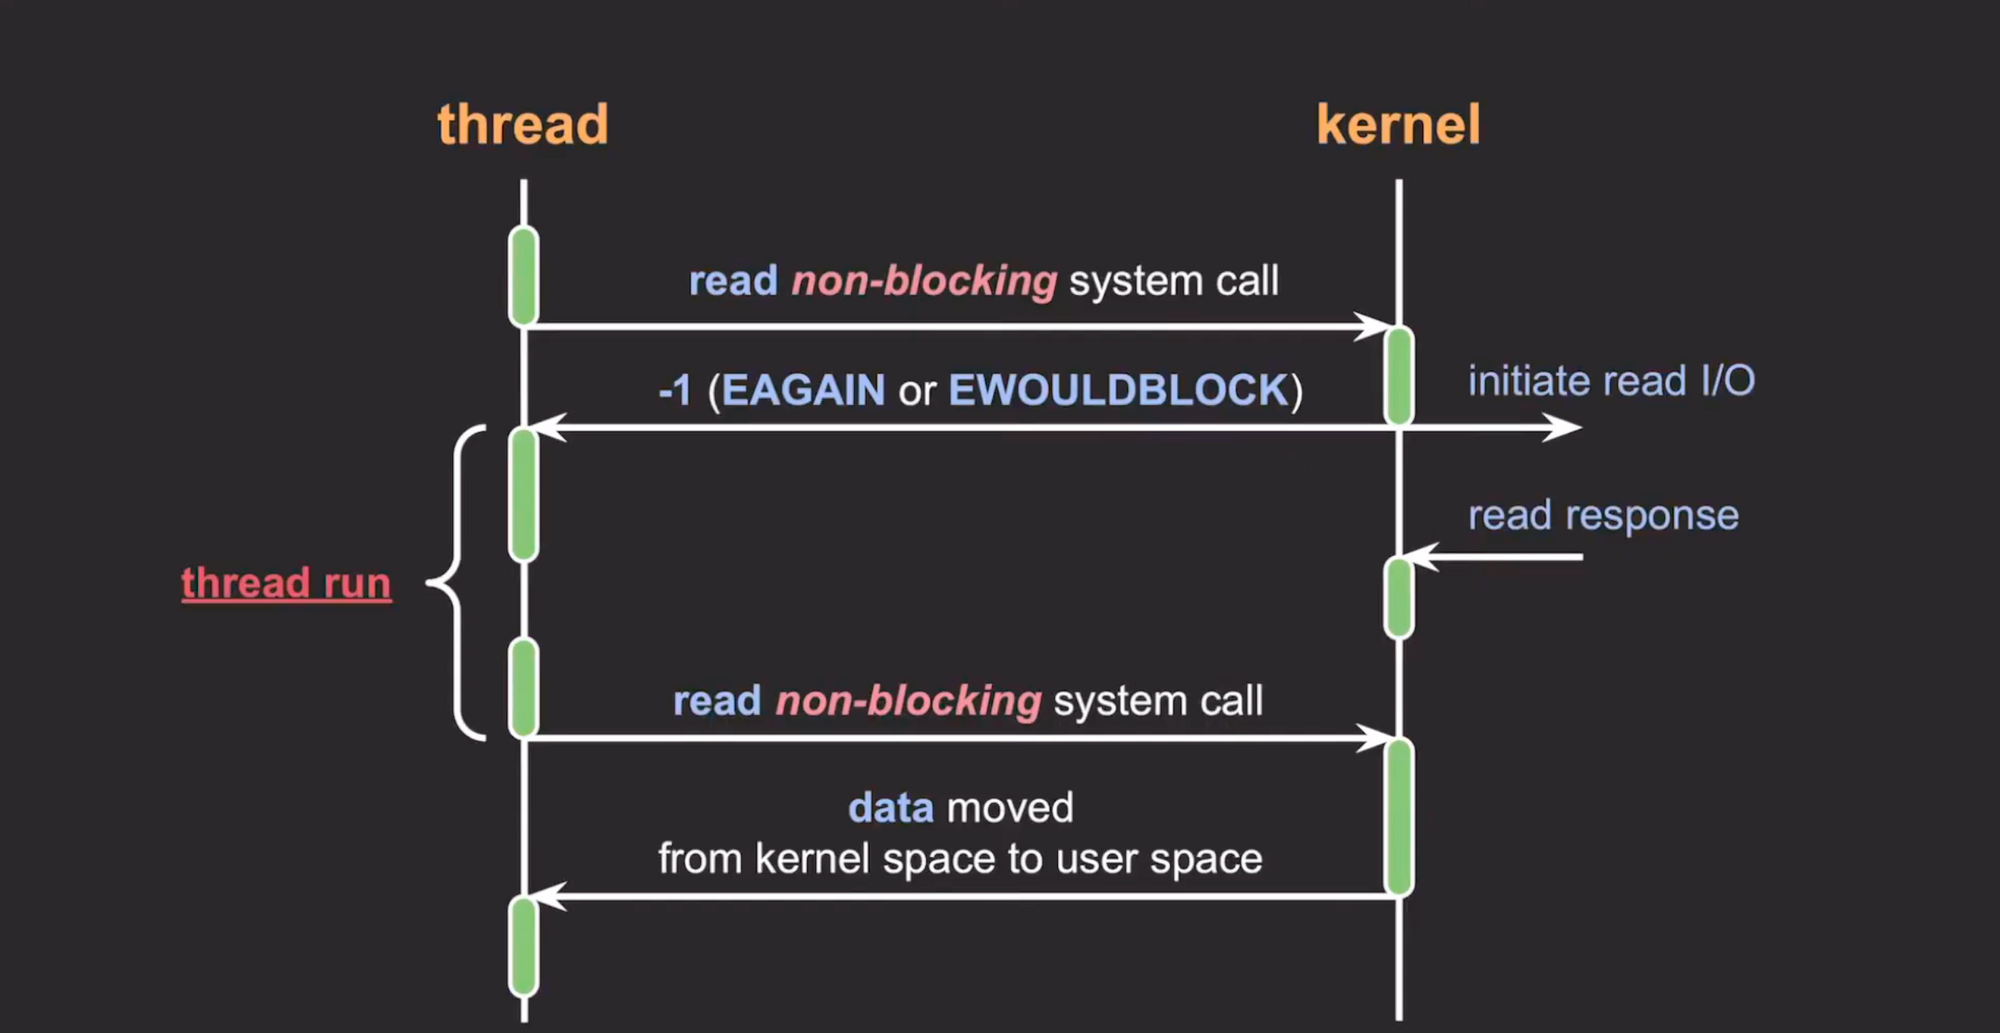 thread
kernel
read non-blocking system call
-1 (EAGAIN or EWOULDBLOCK)
initiate read I/O
read response
thread run
read non-blocking system call
data moved
from kernel space to user space